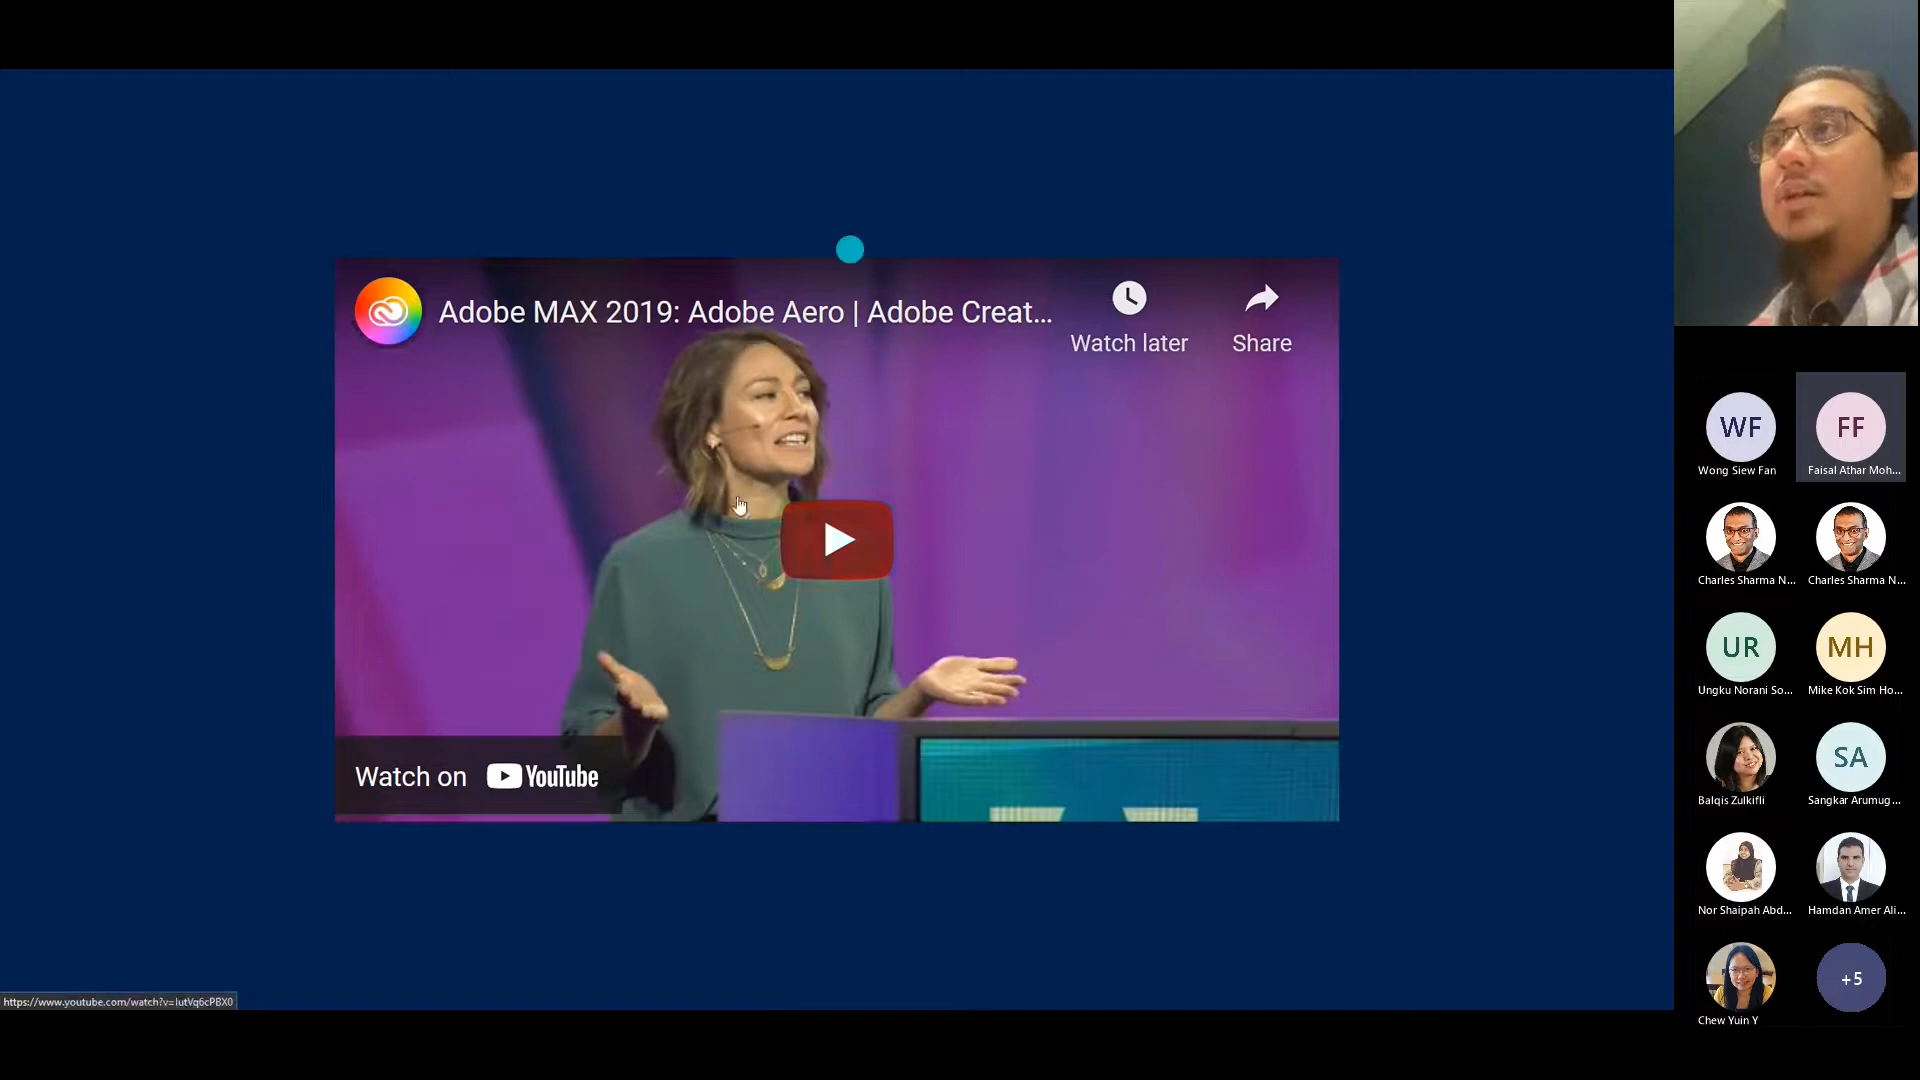 Adobe MAX 2019: Adobe Aero | Adobe Creat...
Watch later
Share
Watch on YouTube
WF
Wong Siew Fan
FF
Faisal Athar Moh...
Charles Sharma N...
Charles Sharma N...
UR
Ungku Norani So...
MH
Mike Kok Sim Ho...
Balqis Zulkifli
SA
Sangkar Arumug...
Nor Shaipah Abd...
Hamdan Amer Ali...
Chew Yuin Y
+5
https://www.youtube.com/watch?v=IutVq6cPBX0